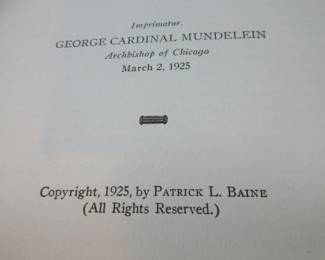 Imprimatur.
GEORGE CARDINAL MUNDELEIN
Archbishop of Chicago
March 2, 1925
Copyright, 1925, by PATRICK L. BAINE
(All Rights Reserved.)